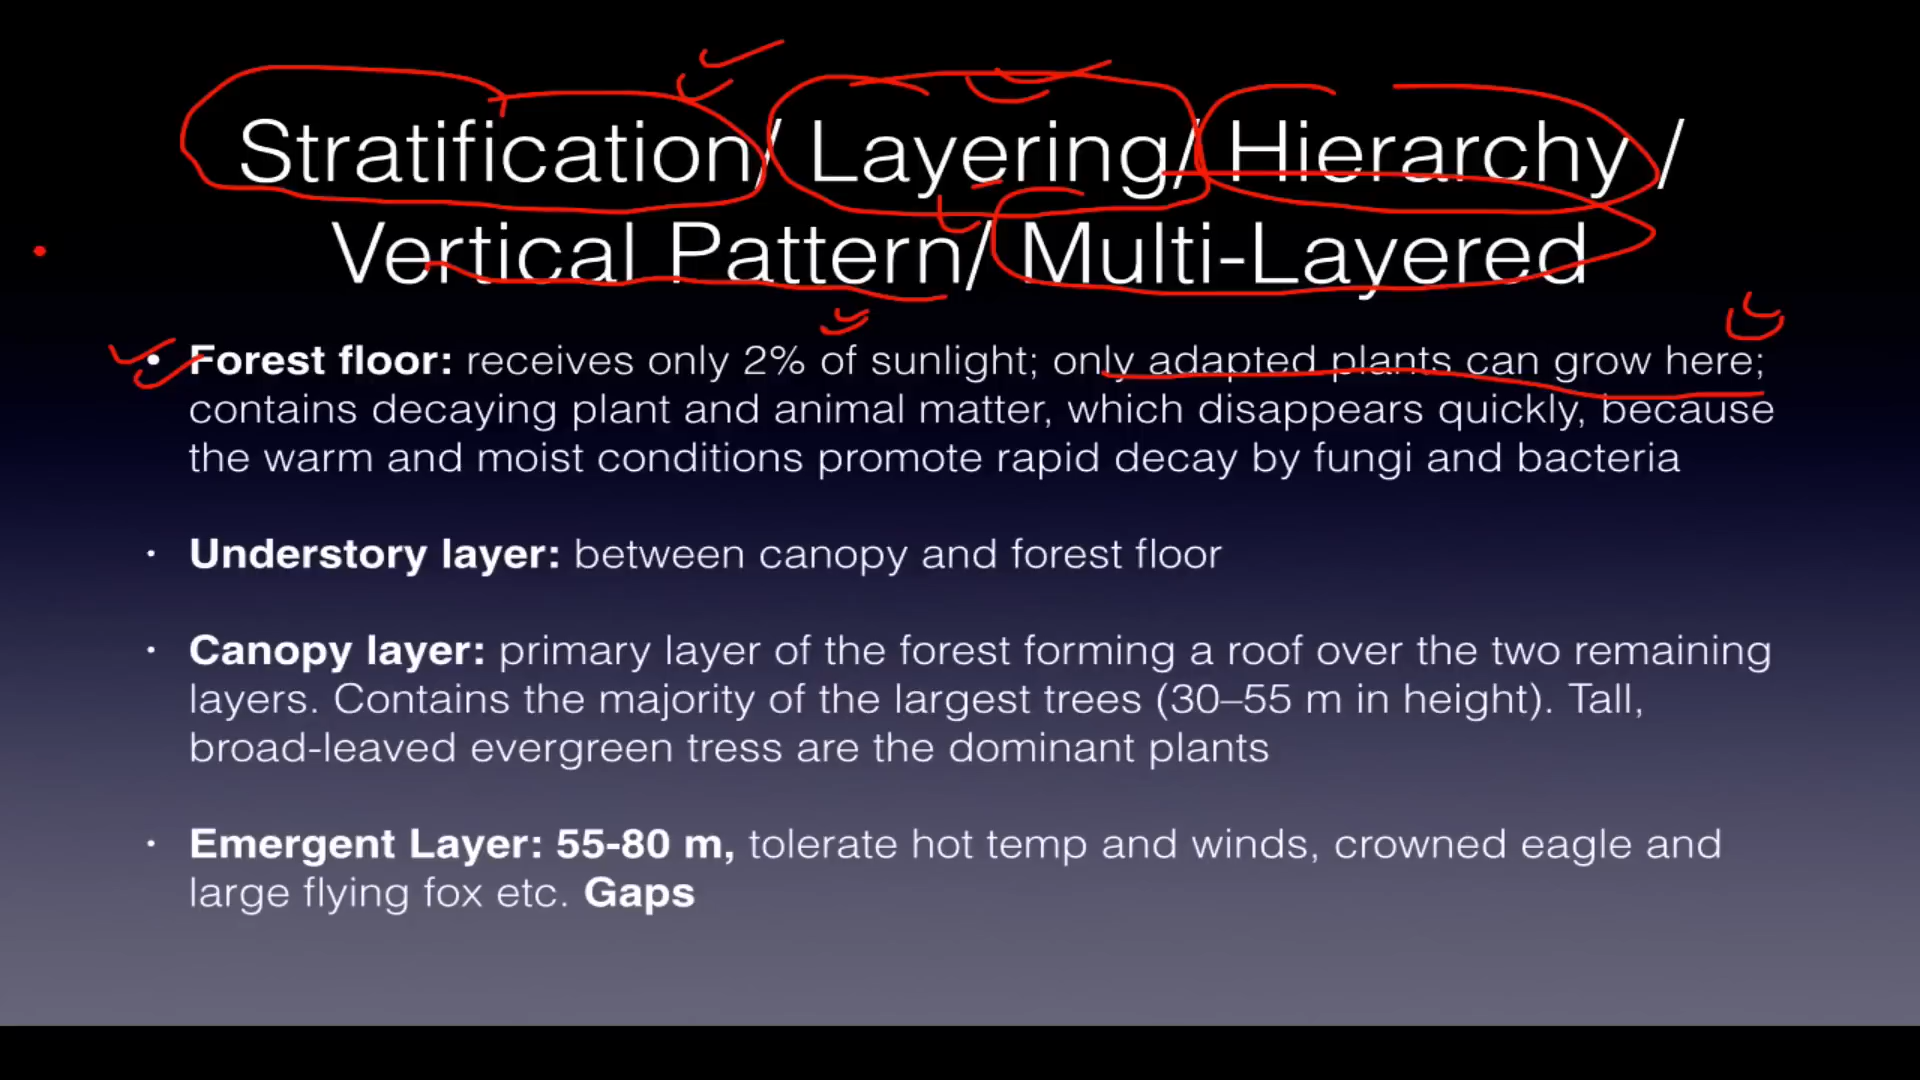 Stratification/ Layering/ Hierarchy /
Vertical Pattern/ Multi-Layered
• Forest floor: receives only 2% of sunlight; only adapted plants can grow here;
contains decaying plant and animal matter, which disappears quickly, because
the warm and moist conditions promote rapid decay by fungi and bacteria
• Understory layer: between canopy and forest floor
• Canopy layer: primary layer of the forest forming a roof over the two remaining
layers. Contains the majority of the largest trees (30–55 m in height). Tall,
broad-leaved evergreen tress are the dominant plants
• Emergent Layer: 55-80 m, tolerate hot temp and winds, crowned eagle and
large flying fox etc. Gaps